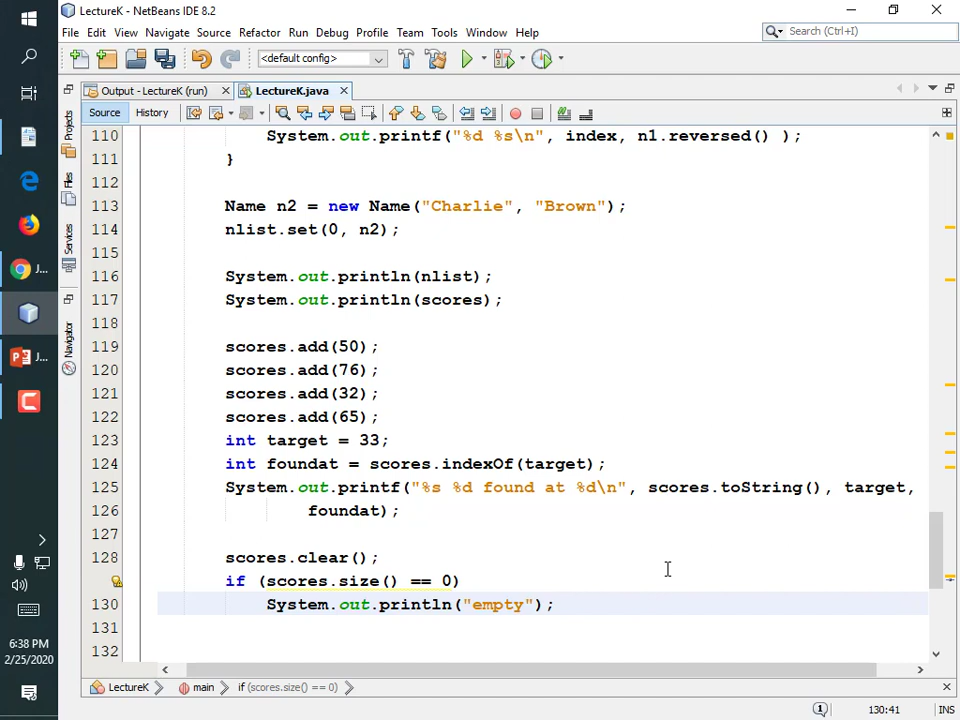 LectureK - NetBeans IDE 8.2
File Edit View Navigate Source Refactor Run Debug Profile Team Tools Window Help
Search (Ctrl+I)
<default config>
Output - LectureK (run)
LectureK.java
Source History
Projects
Files
Services
Navigator
110 System.out.printf("%d %s\n", index, n1.reversed() );
111 }
112
113 Name n2 = new Name("Charlie", "Brown");
114 nlist.set(0, n2);
115
116 System.out.println(nlist);
117 System.out.println(scores);
118
119 scores.add(50);
120 scores.add(76);
121 scores.add(32);
122 scores.add(65);
123 int target = 33;
124 int foundat = scores.indexOf(target);
125 System.out.printf("%s %d found at %d\n", scores.toString(), target,
126 foundat);
127
128 scores.clear();
if (scores.size() == 0)
130 System.out.println("empty");
131
132
J...
J...
6:38 PM
2/25/2020
LectureK main if (scores.size() == 0)
1
130:41
INS